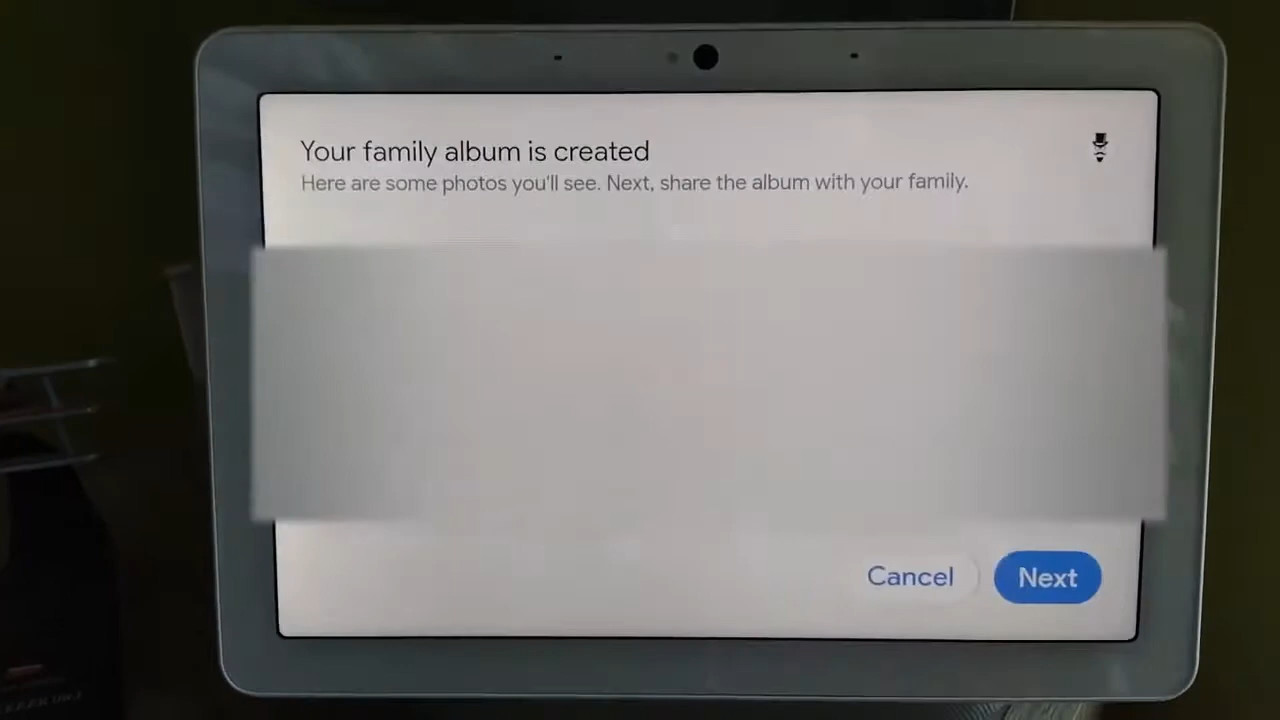 Your family album is created
Here are some photos you'll see. Next, share the album with your family.
Cancel
Next